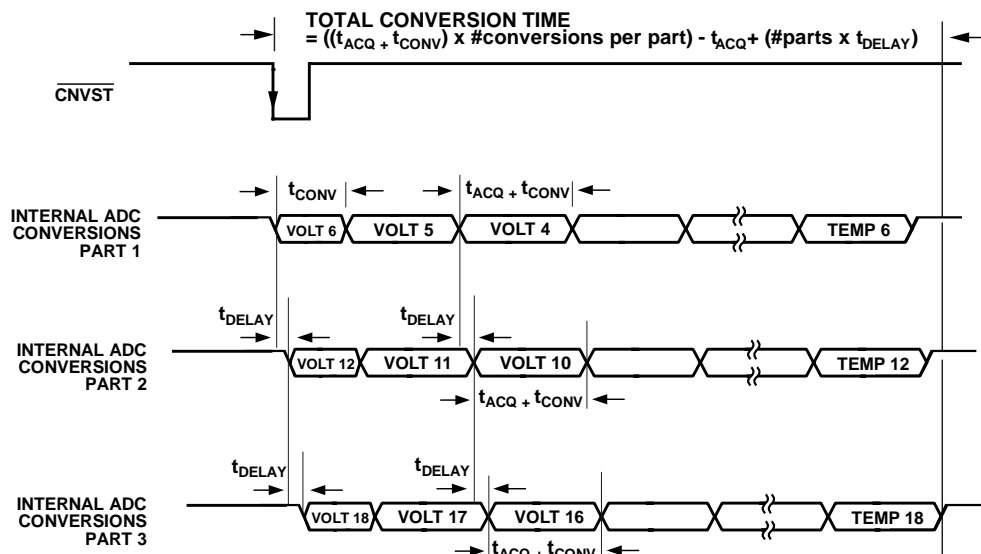 TOTAL CONVERSION TIME
= ((tACQ + tCONV) x #conversions per part) - tACQ+ (#parts x tDELAY)
CNVST
tCONV
tACQ + tCONV
INTERNAL ADC
CONVERSIONS
PART 1
VOLT 6
VOLT 5
VOLT 4
TEMP 6
tDELAY
tDELAY
INTERNAL ADC
CONVERSIONS
PART 2
VOLT 12
VOLT 11
VOLT 10
TEMP 12
tACQ + tCONV
tDELAY
tDELAY
INTERNAL ADC
CONVERSIONS
PART 3
VOLT 18
VOLT 17
VOLT 16
TEMP 18
tACQ + tCONV